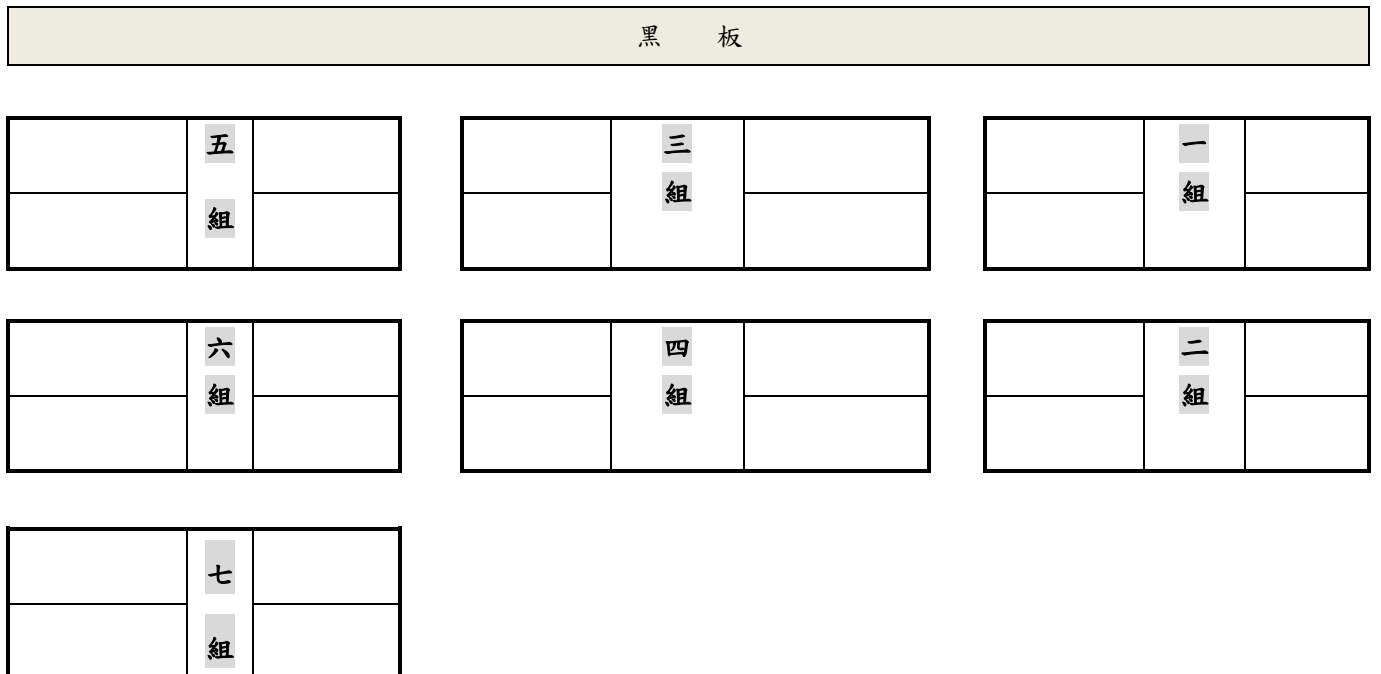 黑 板
五 三 一
組 組 組
六 四 二
組 組 組
七
組